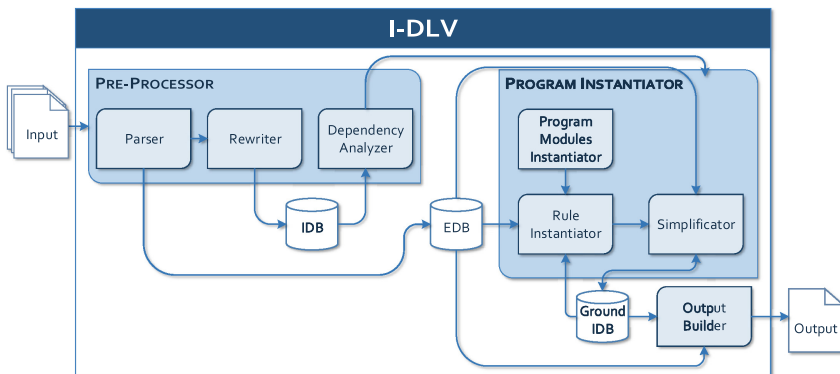 I-DLV
PRE-PROCESSOR
PROGRAM INSTANTIATOR
Input
Parser
Rewriter
Dependency
Analyzer
Program
Modules
Instantiator
IDB
EDB
Rule
Instantiator
Simplificator
Ground
IDB
Output
Builder
Output